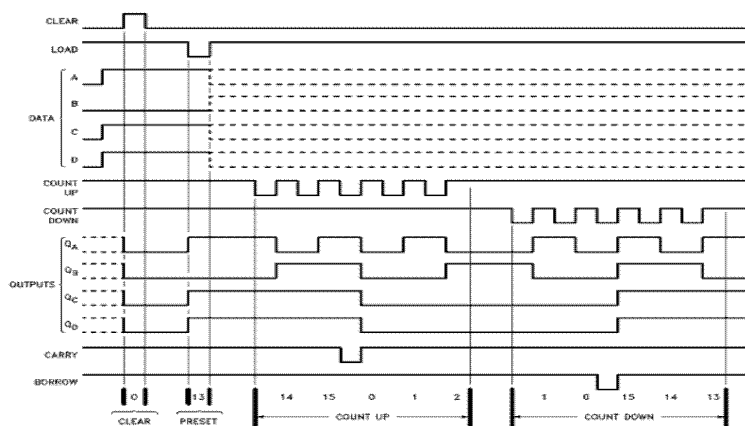 CLEAR
LOAD
DATA
A
B
C
D
COUNT
UP
COUNT
DOWN
OUTPUTS
QA
QB
QC
QD
CARRY
BORROW
0 13 14 15 0 1 2 1 0 15 14 13
CLEAR PRESET COUNT UP COUNT DOWN